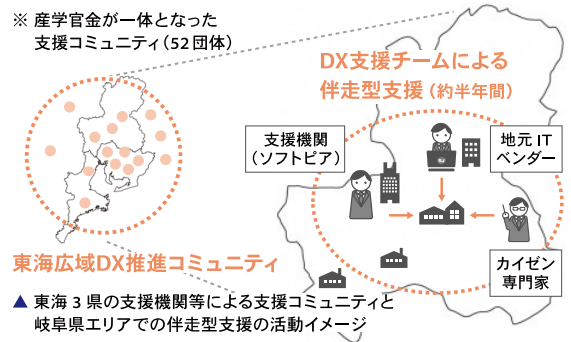 ※ 産学官金が一体となった
支援コミュニティ（52団体）
DX支援チームによる
伴走型支援（約半年間）
支援機関
（ソフトピア）
地元IT
ベンダー
カイゼン
専門家
東海広域DX推進コミュニティ
▲ 東海3県の支援機関等による支援コミュニティと
岐阜県エリアでの伴走型支援の活動イメージ